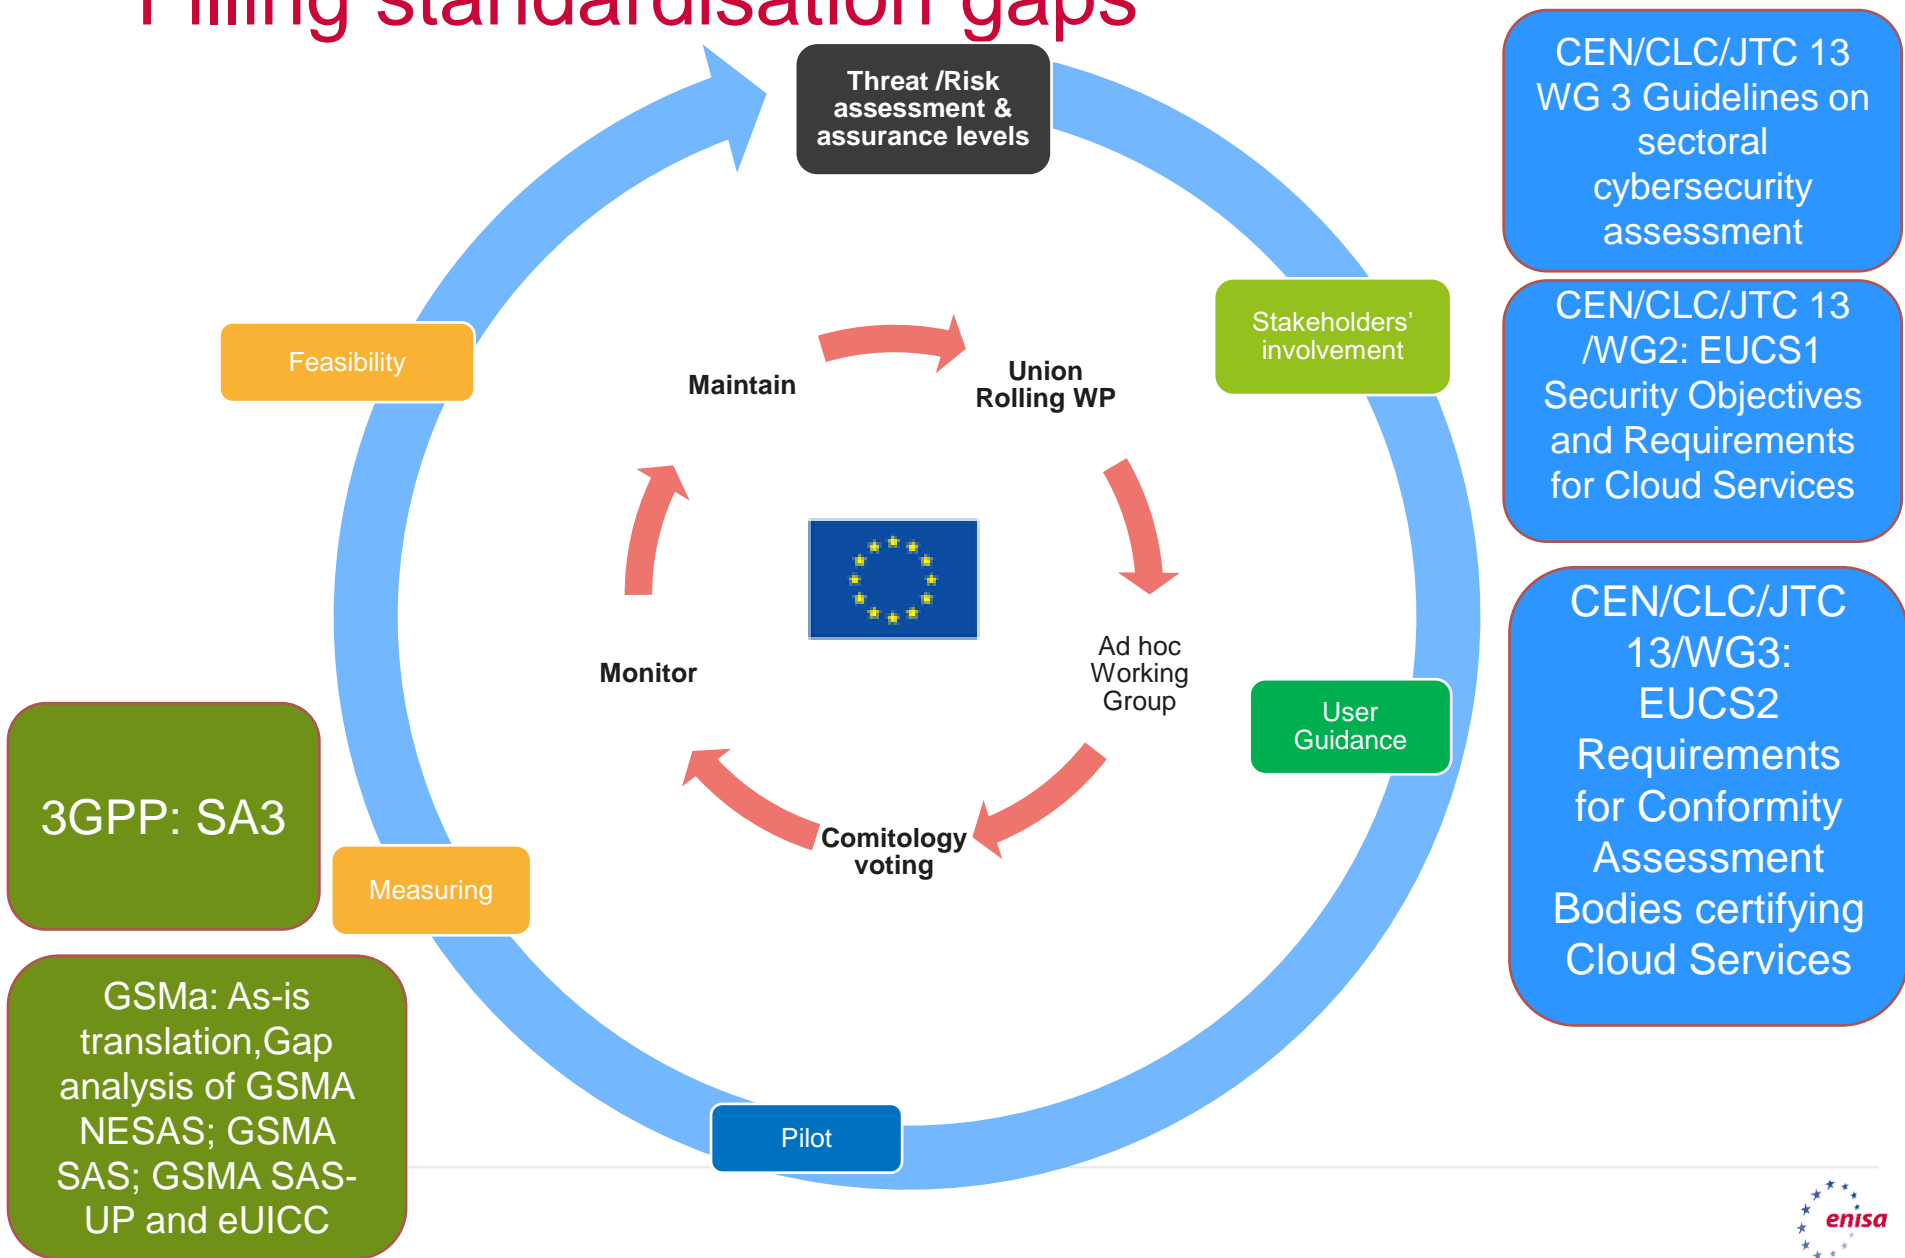 Filling standardisation gaps
Threat /Risk
assessment &
assurance levels
Stakeholders'
involvement
User
Guidance
Pilot
Measuring
Feasibility
Maintain
Union
Rolling WP
Ad hoc
Working
Group
Comitology
voting
Monitor
CEN/CLC/JTC 13
WG 3 Guidelines on
sectoral
cybersecurity
assessment
CEN/CLC/JTC 13
/WG2: EUCS1
Security Objectives
and Requirements
for Cloud Services
CEN/CLC/JTC
13/WG3:
EUCS2
Requirements
for Conformity
Assessment
Bodies certifying
Cloud Services
3GPP: SA3
GSMa: As-is
translation,Gap
analysis of GSMA
NESAS; GSMA
SAS; GSMA SAS-
UP and eUICC
enisa